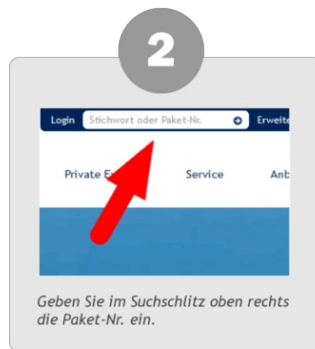 2
Login Stichwort oder Paket-Nr. Erweite
Private Service Anb
Geben Sie im Suchschlitz oben rechts
die Paket-Nr. ein.